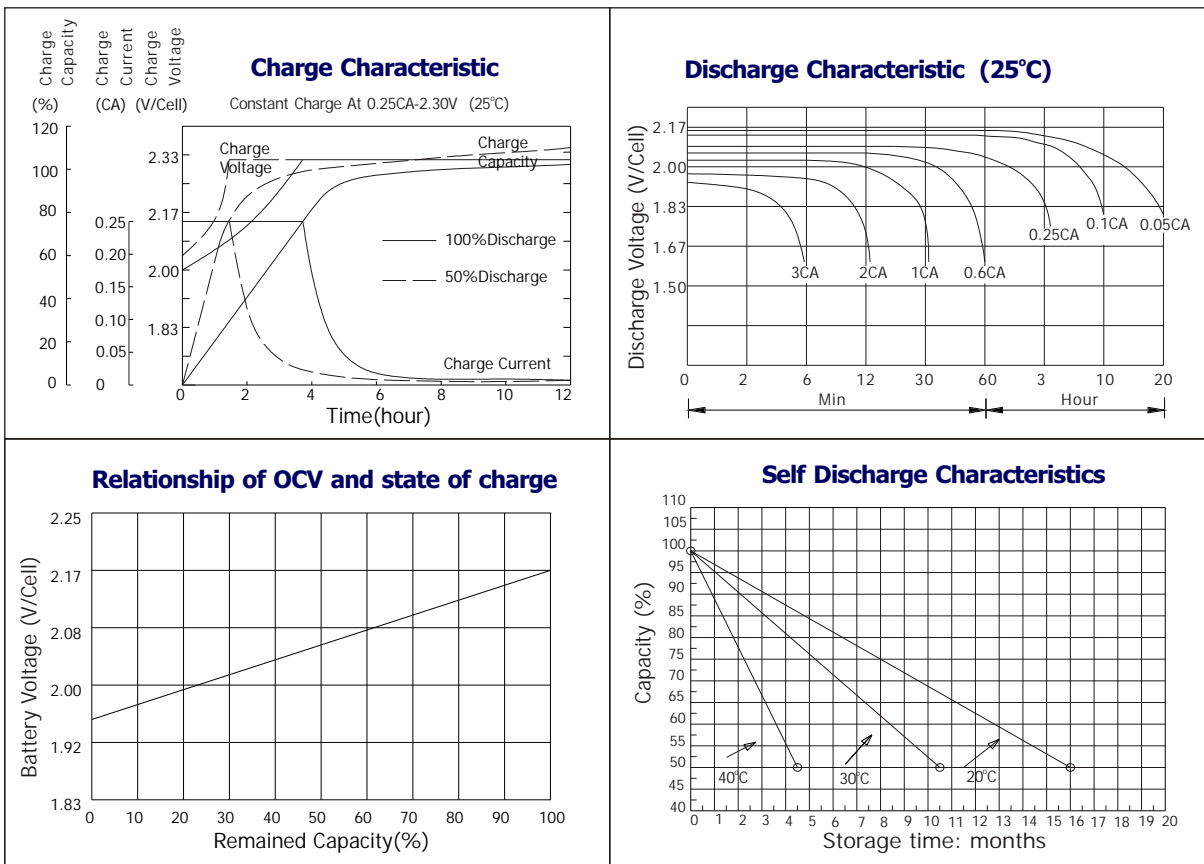 Charge
Capacity
Charge
Current
Charge
Voltage
Charge Characteristic
(%)
(CA)
(V/Cell)
Constant Charge At 0.25CA-2.30V (25°C)
120
100
80
60
40
20
0
0.25
0.20
0.15
0.10
0.05
0
2.33
2.17
2.00
1.83
Charge
Voltage
Charge
Capacity
100%Discharge
50%Discharge
Charge Current
0 2 4 6 8 10 12
Time(hour)
Discharge Characteristic (25°C)
Discharge Voltage (V/Cell)
2.17
2.00
1.83
1.67
1.50
3CA 2CA 1CA 0.6CA 0.25CA 0.1CA 0.05CA
0 2 6 12 30 60 3 10 20
Min Hour
Relationship of OCV and state of charge
Battery Voltage (V/Cell)
2.25
2.17
2.08
2.00
1.92
1.83
0 10 20 30 40 50 60 70 80 90 100
Remained Capacity(%)
Self Discharge Characteristics
Capacity (%)
110
105
100
95
90
85
80
75
70
65
60
55
50
45
40
40°C 30°C 20°C
0 1 2 3 4 5 6 7 8 9 10 11 12 13 14 15 16 17 18 19 20
Storage time: months